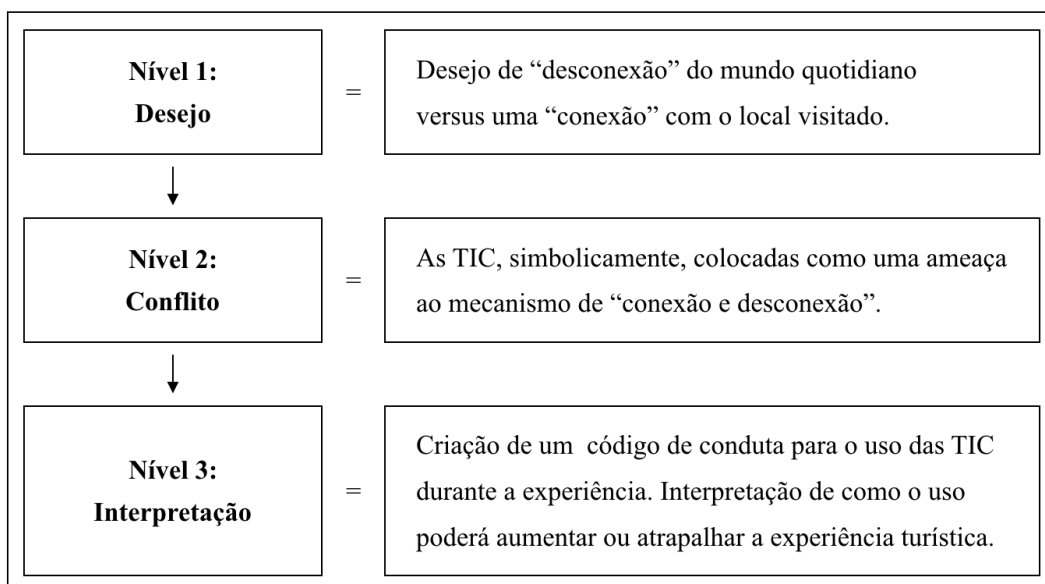 Nível 1:
Desejo
=
Desejo de “desconexão” do mundo quotidiano
versus uma “conexão” com o local visitado.
Nível 2:
Conflito
=
As TIC, simbolicamente, colocadas como uma ameaça
ao mecanismo de “conexão e desconexão”.
Nível 3:
Interpretação
=
Criação de um código de conduta para o uso das TIC
durante a experiência. Interpretação de como o uso
poderá aumentar ou atrapalhar a experiência turística.